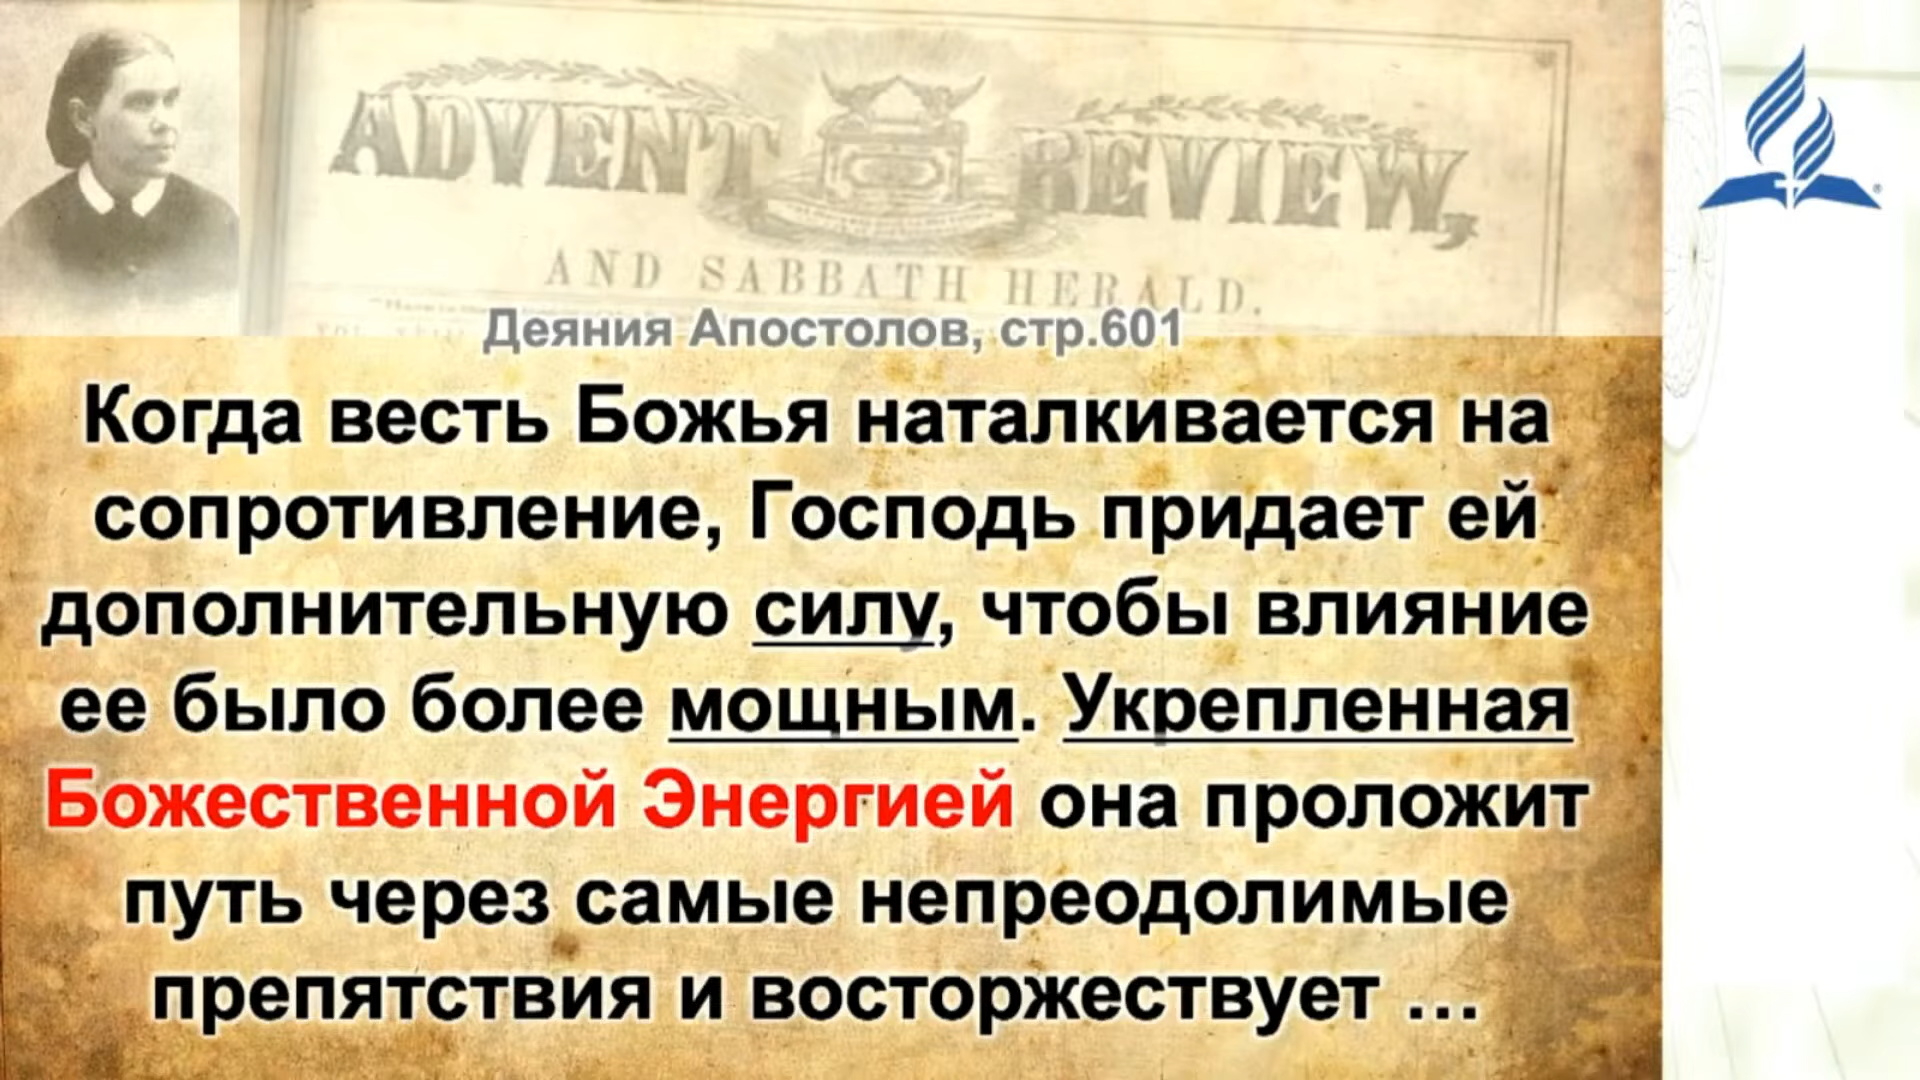 ADVENT REVIEW,
AND SABBATH HERALD.
Деяния Апостолов, стр.601
Когда весть Божья наталкивается на
сопротивление, Господь придает ей
дополнительную силу, чтобы влияние
ее было более мощным. Укрепленная
Божественной Энергией она проложит
путь через самые непреодолимые
препятствия и восторжествует ...